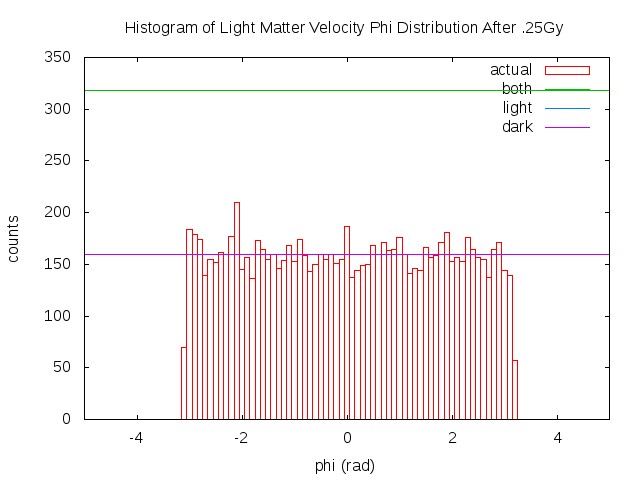 Histogram of Light Matter Velocity Phi Distribution After .25Gy
350
300
250
200
150
100
50
0
counts
actual
both
light
dark
-4 -2 0 2 4
phi (rad)